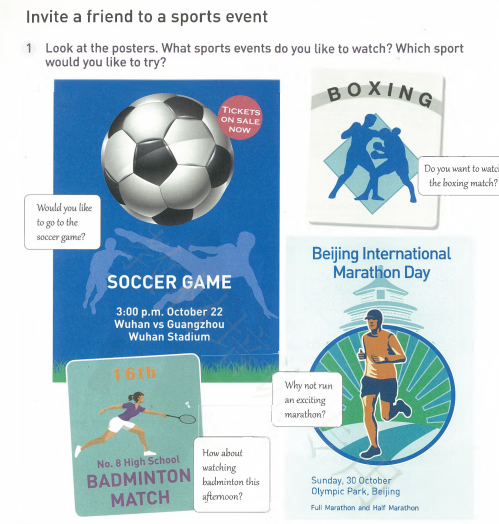 Invite a friend to a sports event
1 Look at the posters. What sports events do you like to watch? Which sport
would you like to try?
TICKETS
ON SALE
NOW
BOXING
Do you want to watc
the boxing match?
Would you like
to go to the
soccer game?
SOCCER GAME
3:00 p.m. October 22
Wuhan vs Guangzhou
Wuhan Stadium
Beijing International
Marathon Day
Why not run
an exciting
marathon?
16th
No. 8 High School
BADMINTON
MATCH
How about
watching
badminton this
afternoon?
Sunday, 30 October
Olympic Park, Beijing
Full Marathon and Half Marathon